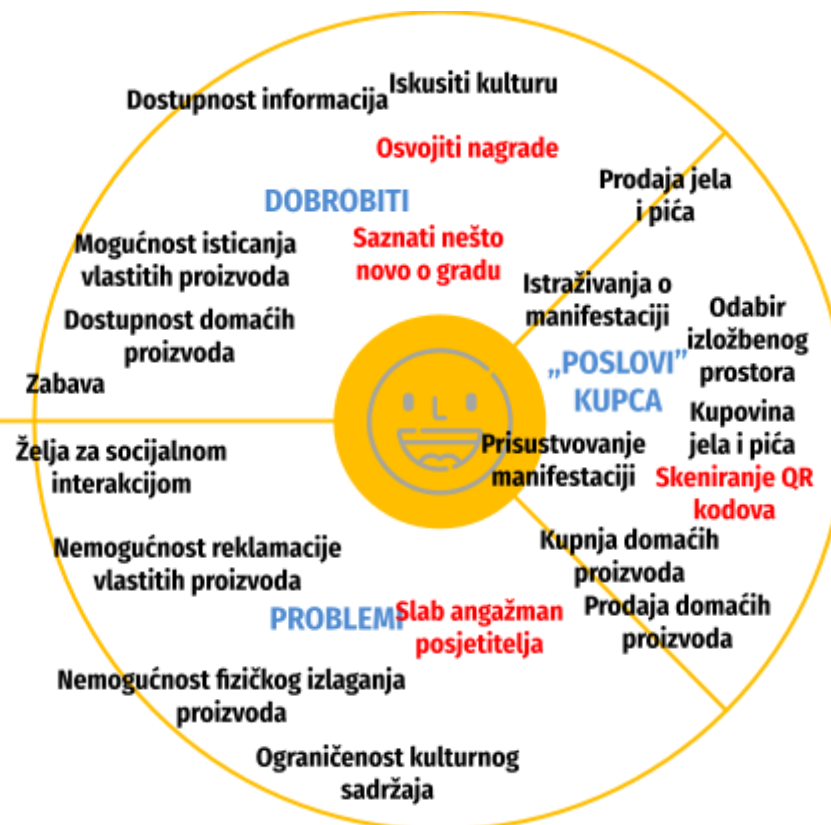 Iskusiti kulturu
Dostupnost informacija
Osvojiti nagrade
DOBROBITI
Mogućnost isticanja
vlastitih proizvoda
Saznati nešto
novo o gradu
Dostupnost domaćih
proizvoda
Zabava
Prodaja jela
i pića
Istraživanja o
manifestaciji
Odabir
izložbenog
prostora
„POSLOVI”
KUPCA
Kupovina
jela i pića
Prisustvovanje
manifestaciji
Skeniranje QR
kodova
Kupnja domaćih
proizvoda
Prodaja domaćih
proizvoda
Želja za socijalnom
interakcijom
Nemogućnost reklamacije
vlastitih proizvoda
PROBLEMI
Slab angažman
posjetitelja
Nemogućnost fizičkog izlaganja
proizvoda
Ograničenost kulturnog
sadržaja